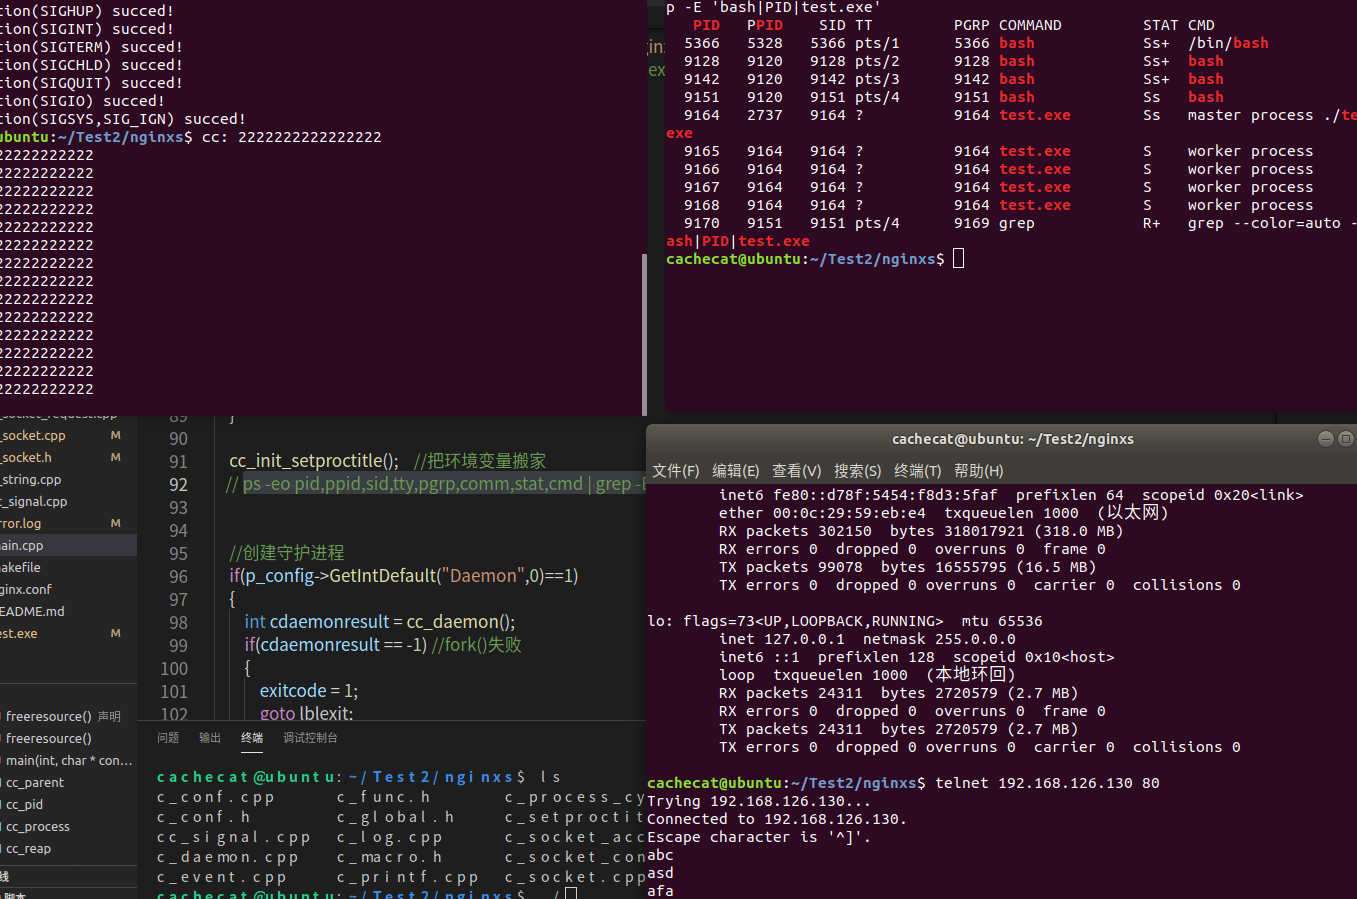 tion(SIGHUP) succed!
tion(SIGINT) succed!
tion(SIGTERM) succed!
tion(SIGCHLD) succed!
tion(SIGQUIT) succed!
tion(SIGIO) succed!
tion(SIGSYS,SIG_IGN) succed!
ubuntu:~/Test2/nginxs$ cc: 2222222222222222
22222222222
22222222222
22222222222
22222222222
22222222222
22222222222
22222222222
22222222222
22222222222
22222222222
22222222222
22222222222
22222222222
22222222222
p -E 'bash|PID|test.exe'
PID PPID SID TT PGRP COMMAND STAT CMD
5366 5328 5366 pts/1 5366 bash Ss+ /bin/bash
9128 9120 9128 pts/2 9128 bash Ss+ bash
9142 9120 9142 pts/3 9142 bash Ss+ bash
9151 9120 9151 pts/4 9151 bash Ss bash
9164 2737 9164 ? 9164 test.exe Ss master process ./te
exe
9165 9164 9164 ? 9164 test.exe S worker process
9166 9164 9164 ? 9164 test.exe S worker process
9167 9164 9164 ? 9164 test.exe S worker process
9168 9164 9164 ? 9164 test.exe S worker process
9170 9151 9151 pts/4 9169 grep R+ grep --color=auto -
ash|PID|test.exe
cachecat@ubuntu:~/Test2/nginxs$
_socket_request.cpp
_socket.cpp M
_socket.h M
_string.cpp
c_signal.cpp
rror.log M
ain.cpp
akefile
ginx.conf
EADME.md
est.exe M
freeresource() 声明
freeresource()
main(int, char * con...
cc_parent
cc_pid
cc_process
cc_reap
线
89 }
90
91 cc_init_setproctitle(); //把环境变量搬家
92 // ps -eo pid,ppid,sid,tty,pgrp,comm,stat,cmd | grep -E
93
94
95 //创建守护进程
96 if(p_config->GetIntDefault("Daemon",0)==1)
97 {
98 int cdaemonresult = cc_daemon();
99 if(cdaemonresult == -1) //fork()失败
100 {
101 exitcode = 1;
102 goto lblexit;
问题 输出 终端 调试控制台
cachecat@ubuntu:~/Test2/nginxs$ ls
c_conf.cpp c_func.h c_process_cy
c_conf.h c_global.h c_setproctit
cc_signal.cpp c_log.cpp c_socket_acc
c_daemon.cpp c_macro.h c_socket_con
c_event.cpp c_printf.cpp c_socket.cpp
cachecat@ubuntu:~/Test2/nginxs$ ./
cachecat@ubuntu: ~/Test2/nginxs
文件(F) 编辑(E) 查看(V) 搜索(S) 终端(T) 帮助(H)
inet6 fe80::d78f:5454:f8d3:5faf prefixlen 64 scopeid 0x20<link>
ether 00:0c:29:59:eb:e4 txqueuelen 1000 (以太网)
RX packets 302150 bytes 318017921 (318.0 MB)
RX errors 0 dropped 0 overruns 0 frame 0
TX packets 99078 bytes 16555795 (16.5 MB)
TX errors 0 dropped 0 overruns 0 carrier 0 collisions 0
lo: flags=73<UP,LOOPBACK,RUNNING> mtu 65536
inet 127.0.0.1 netmask 255.0.0.0
inet6 ::1 prefixlen 128 scopeid 0x10<host>
loop txqueuelen 1000 (本地环回)
RX packets 24311 bytes 2720579 (2.7 MB)
RX errors 0 dropped 0 overruns 0 frame 0
TX packets 24311 bytes 2720579 (2.7 MB)
TX errors 0 dropped 0 overruns 0 carrier 0 collisions 0
cachecat@ubuntu:~/Test2/nginxs$ telnet 192.168.126.130 80
Trying 192.168.126.130...
Connected to 192.168.126.130.
Escape character is '^]'.
abc
asd
afa